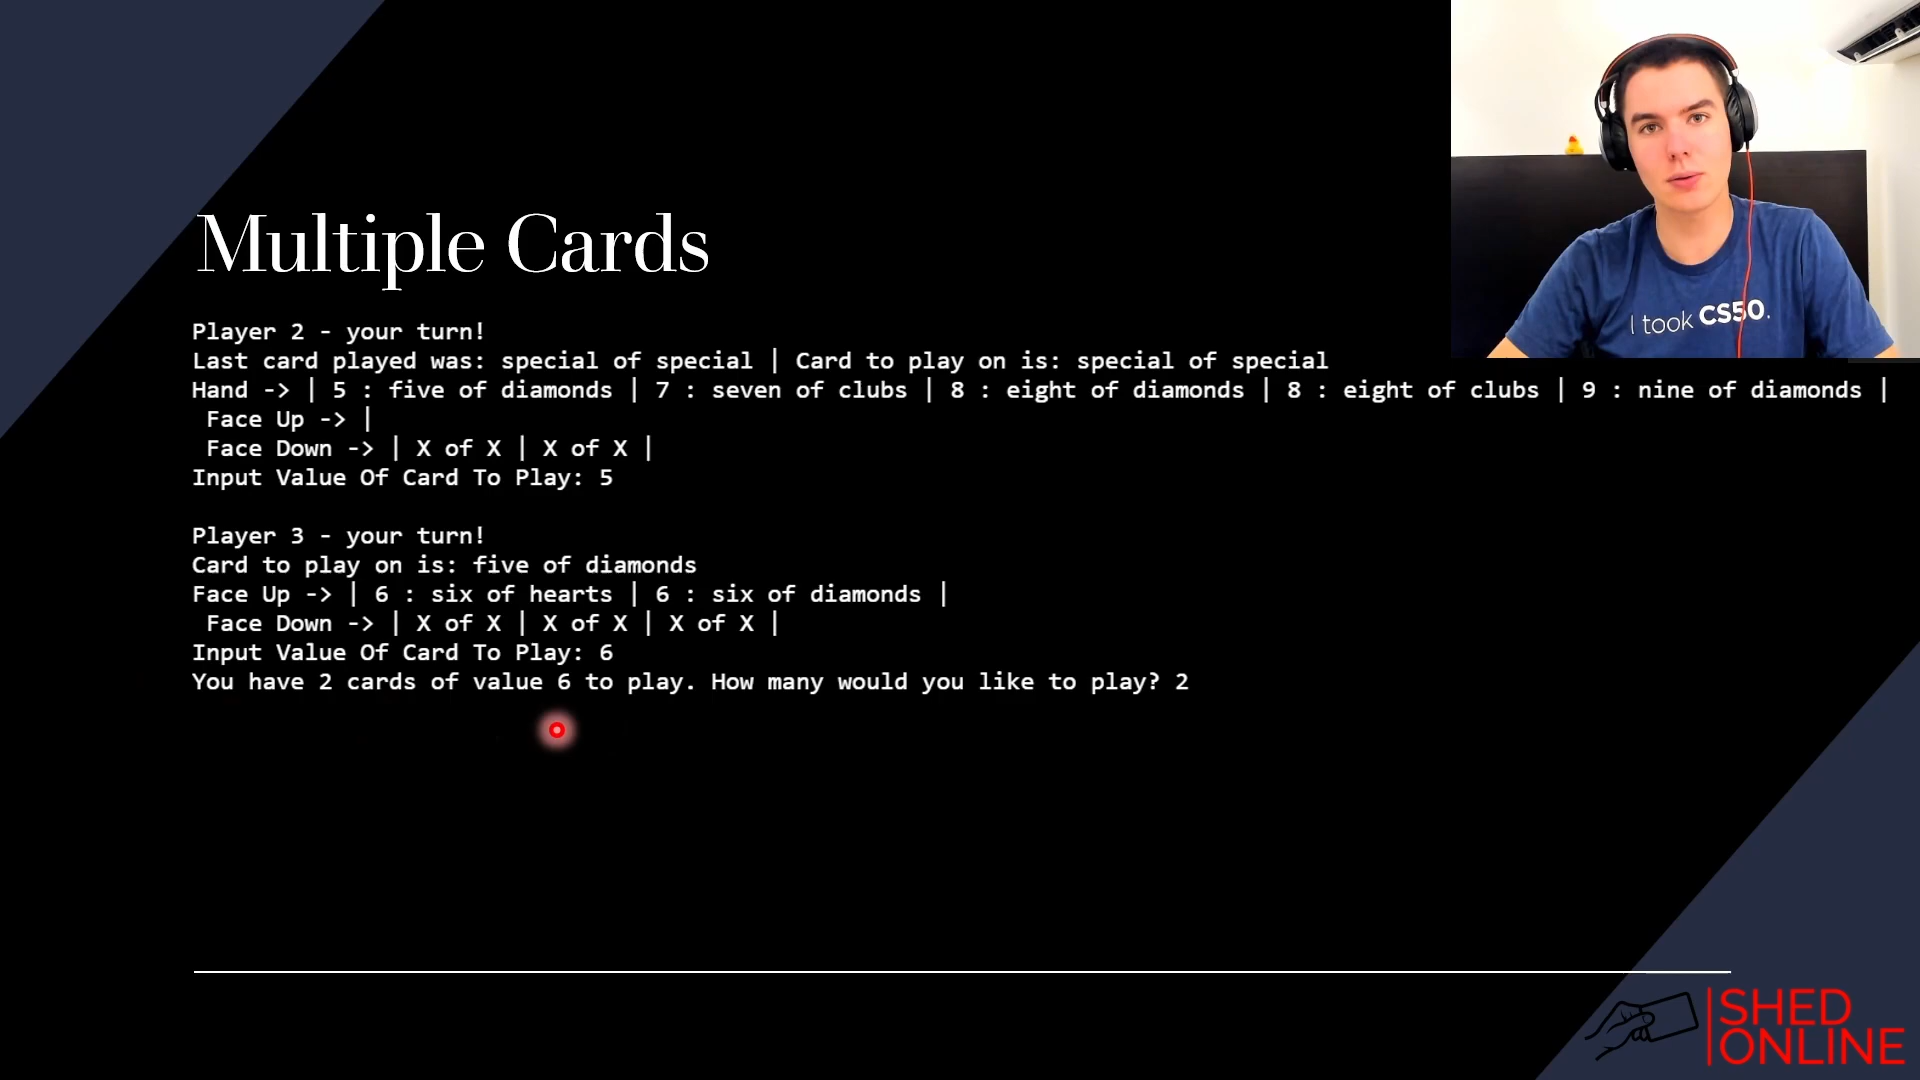 Multiple Cards
Player 2 - your turn!
Last card played was: special of special | Card to play on is: special of special
Hand -> | 5 : five of diamonds | 7 : seven of clubs | 8 : eight of diamonds | 8 : eight of clubs | 9 : nine of diamonds |
Face Up -> |
Face Down -> | X of X | X of X |
Input Value Of Card To Play: 5
Player 3 - your turn!
Card to play on is: five of diamonds
Face Up -> | 6 : six of hearts | 6 : six of diamonds |
Face Down -> | X of X | X of X | X of X |
Input Value Of Card To Play: 6
You have 2 cards of value 6 to play. How many would you like to play? 2
I took CS50.
SHED
ONLINE